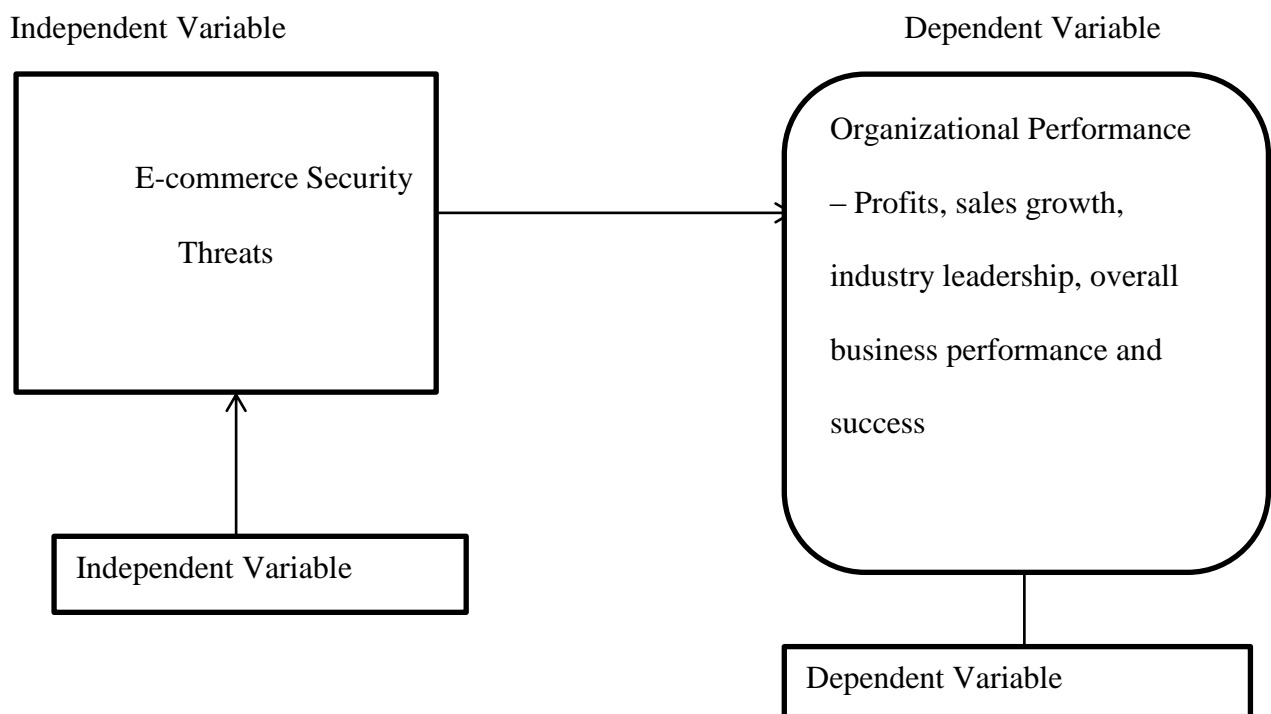 Independent Variable
Dependent Variable
E-commerce Security
Threats
Organizational Performance
– Profits, sales growth,
industry leadership, overall
business performance and
success
Independent Variable
Dependent Variable